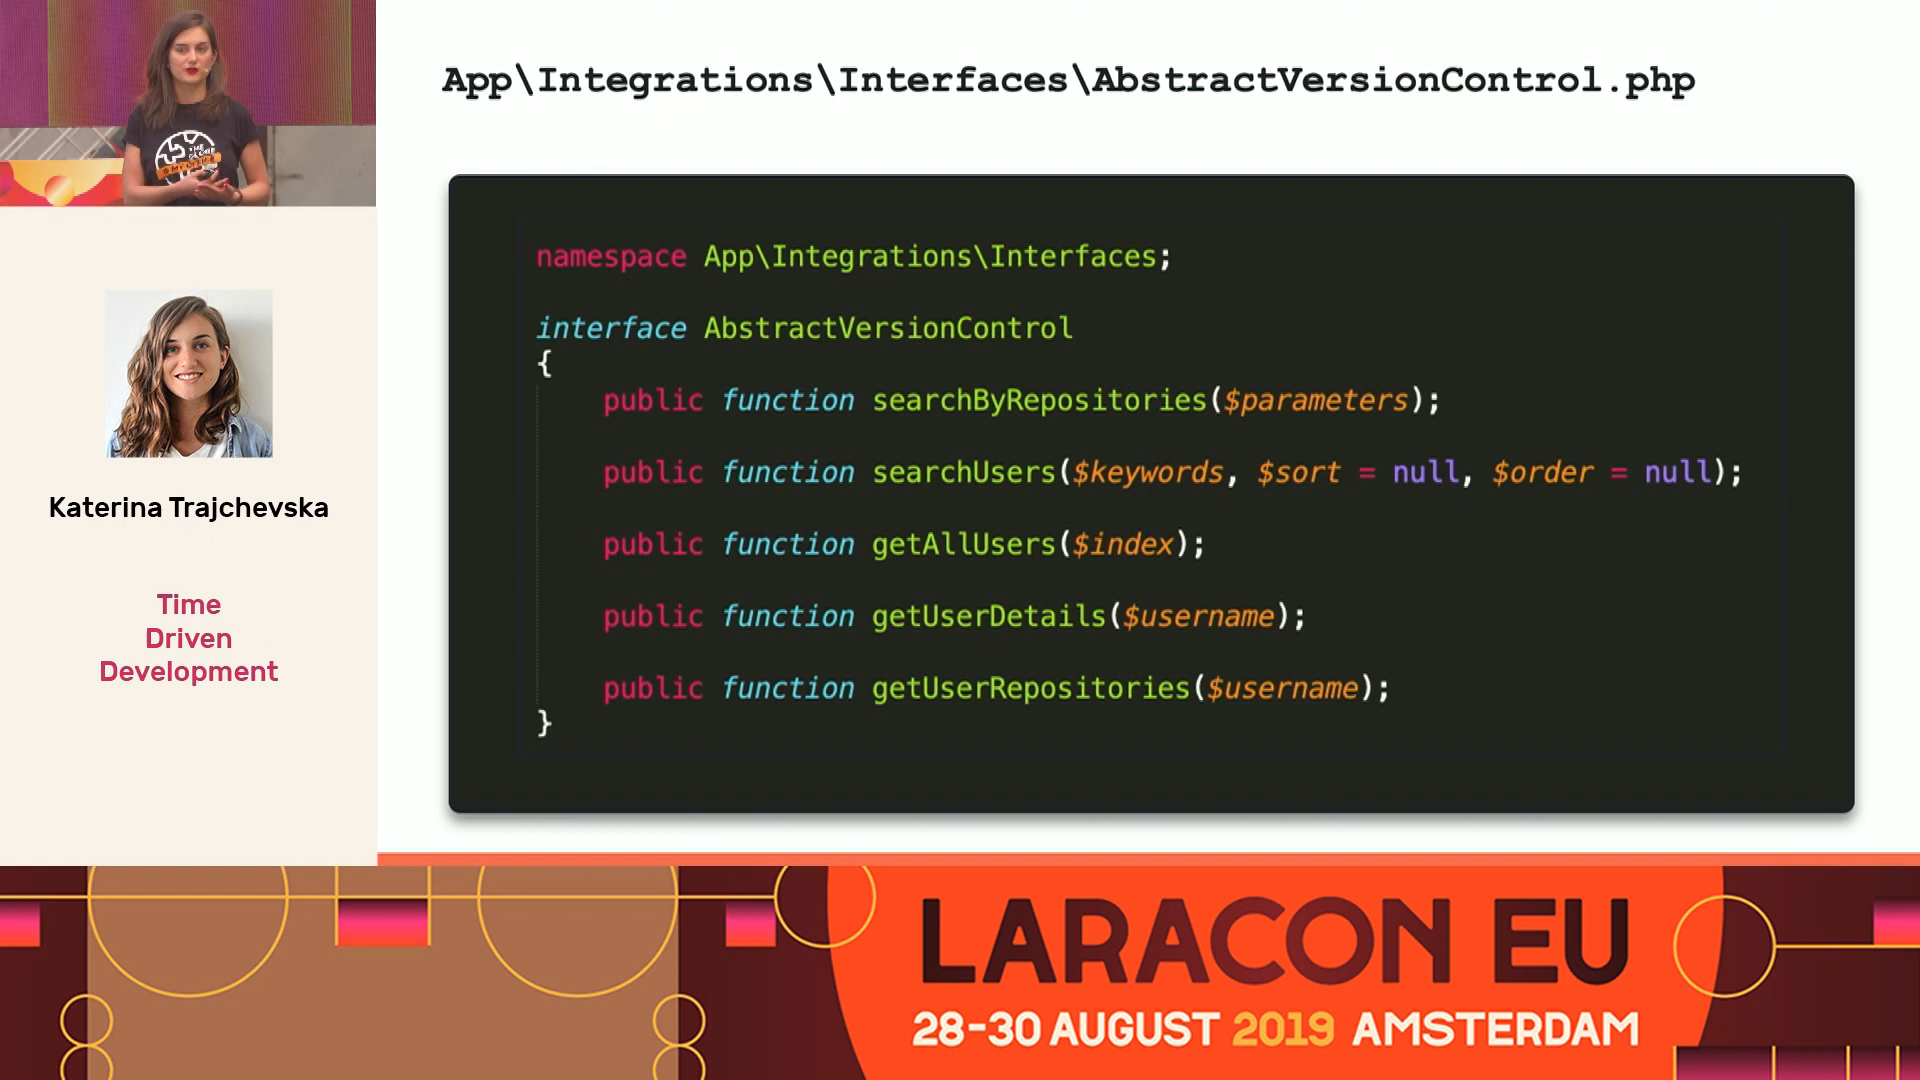 App\Integrations\Interfaces\AbstractVersionControl.php
namespace App\Integrations\Interfaces;
interface AbstractVersionControl
{
public function searchByRepositories($parameters);
public function searchUsers($keywords, $sort = null, $order = null);
public function getAllUsers($index);
public function getUserDetails($username);
public function getUserRepositories($username);
}
Katerina Trajchevska
Time
Driven
Development
LARACON EU
28-30 AUGUST 2019 AMSTERDAM